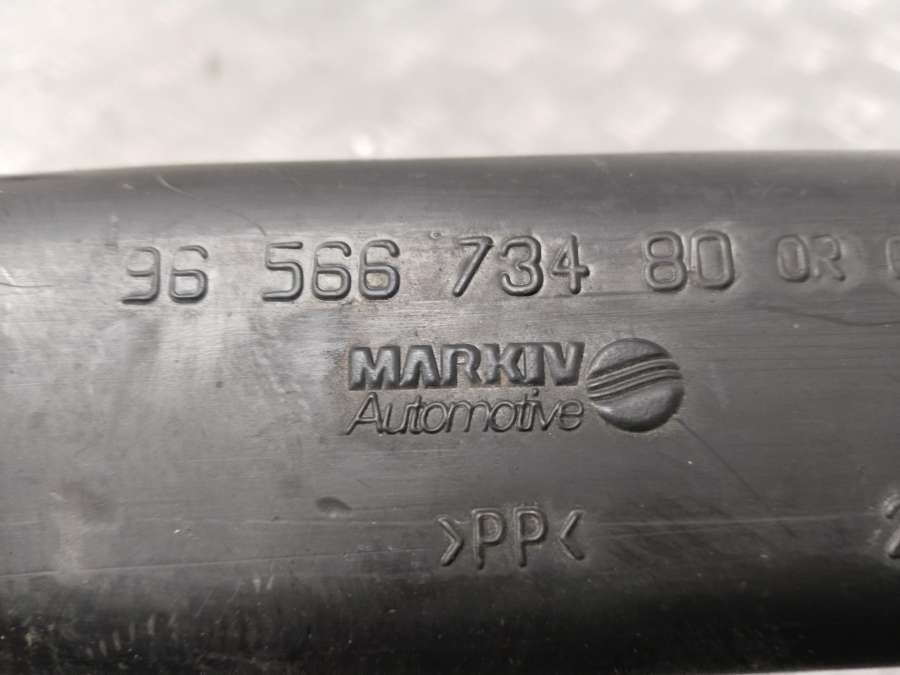 96 566 734 80 OR
MARKIV
Automotive
>PP<